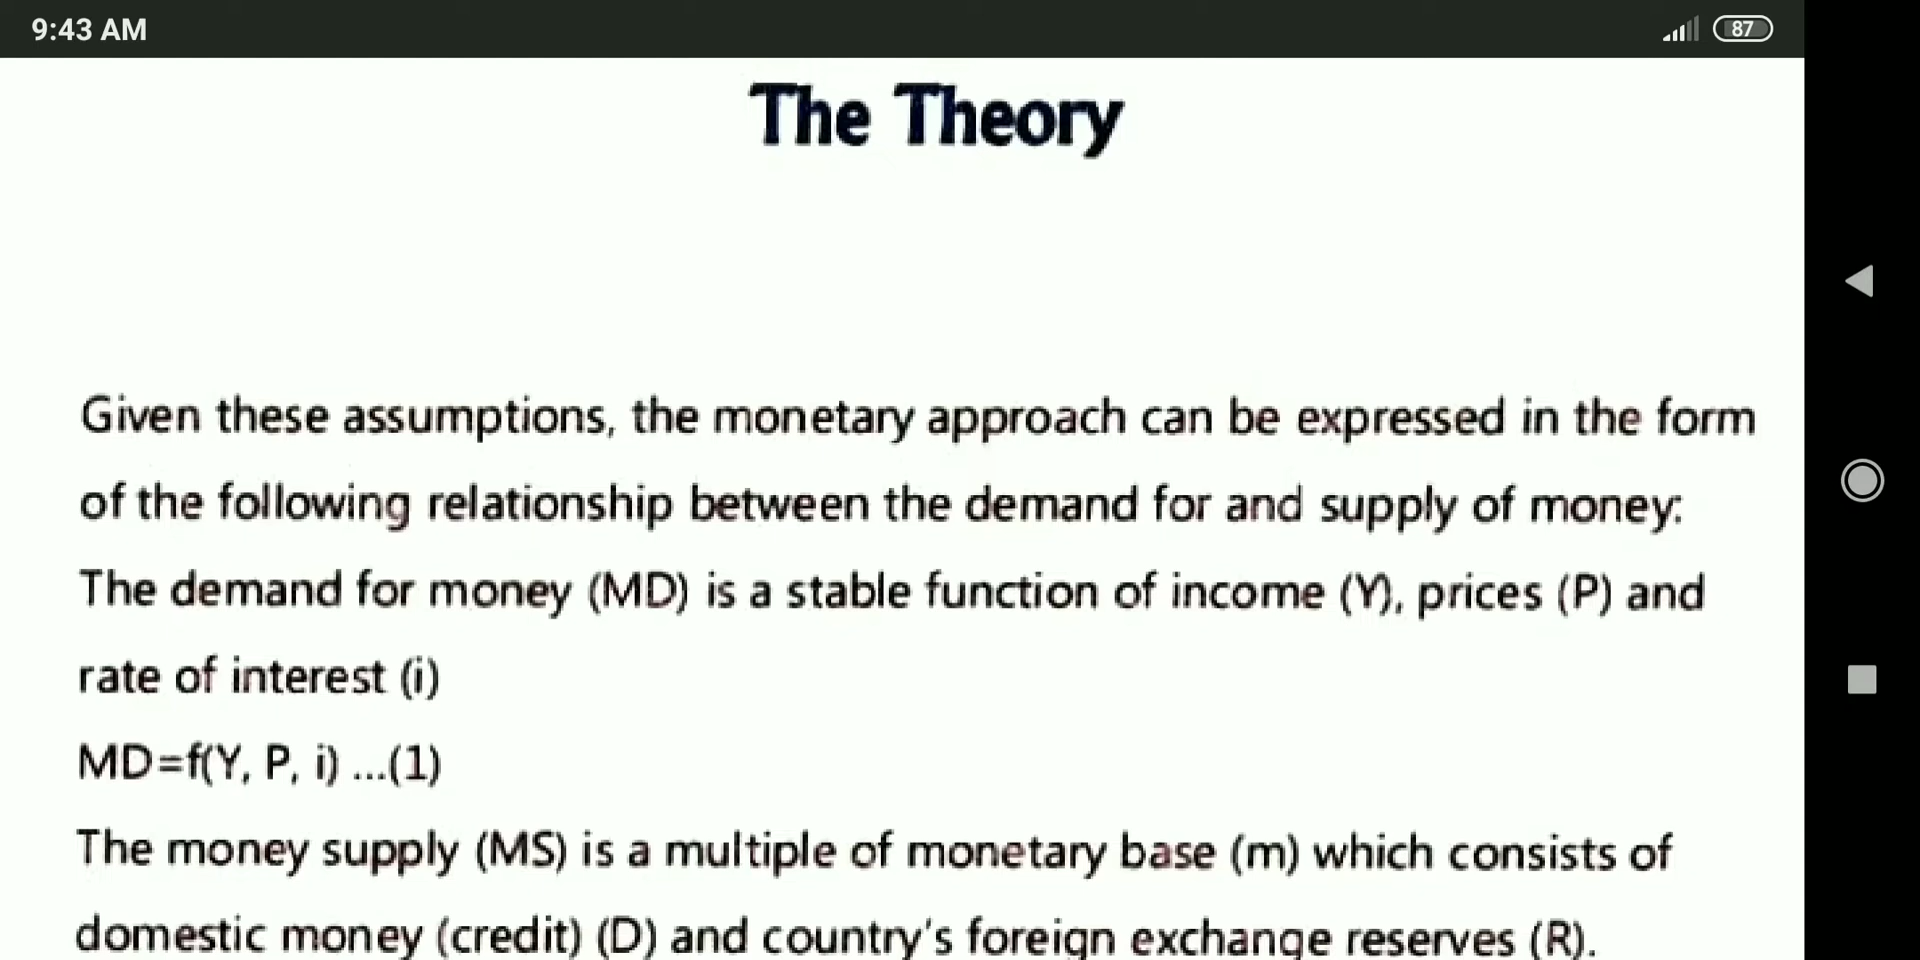 9:43 AM
87
The Theory
Given these assumptions, the monetary approach can be expressed in the form
of the following relationship between the demand for and supply of money:
The demand for money (MD) is a stable function of income (Y), prices (P) and
rate of interest (i)
MD=f(Y, P, i) ...(1)
The money supply (MS) is a multiple of monetary base (m) which consists of
domestic money (credit) (D) and country's foreign exchange reserves (R).